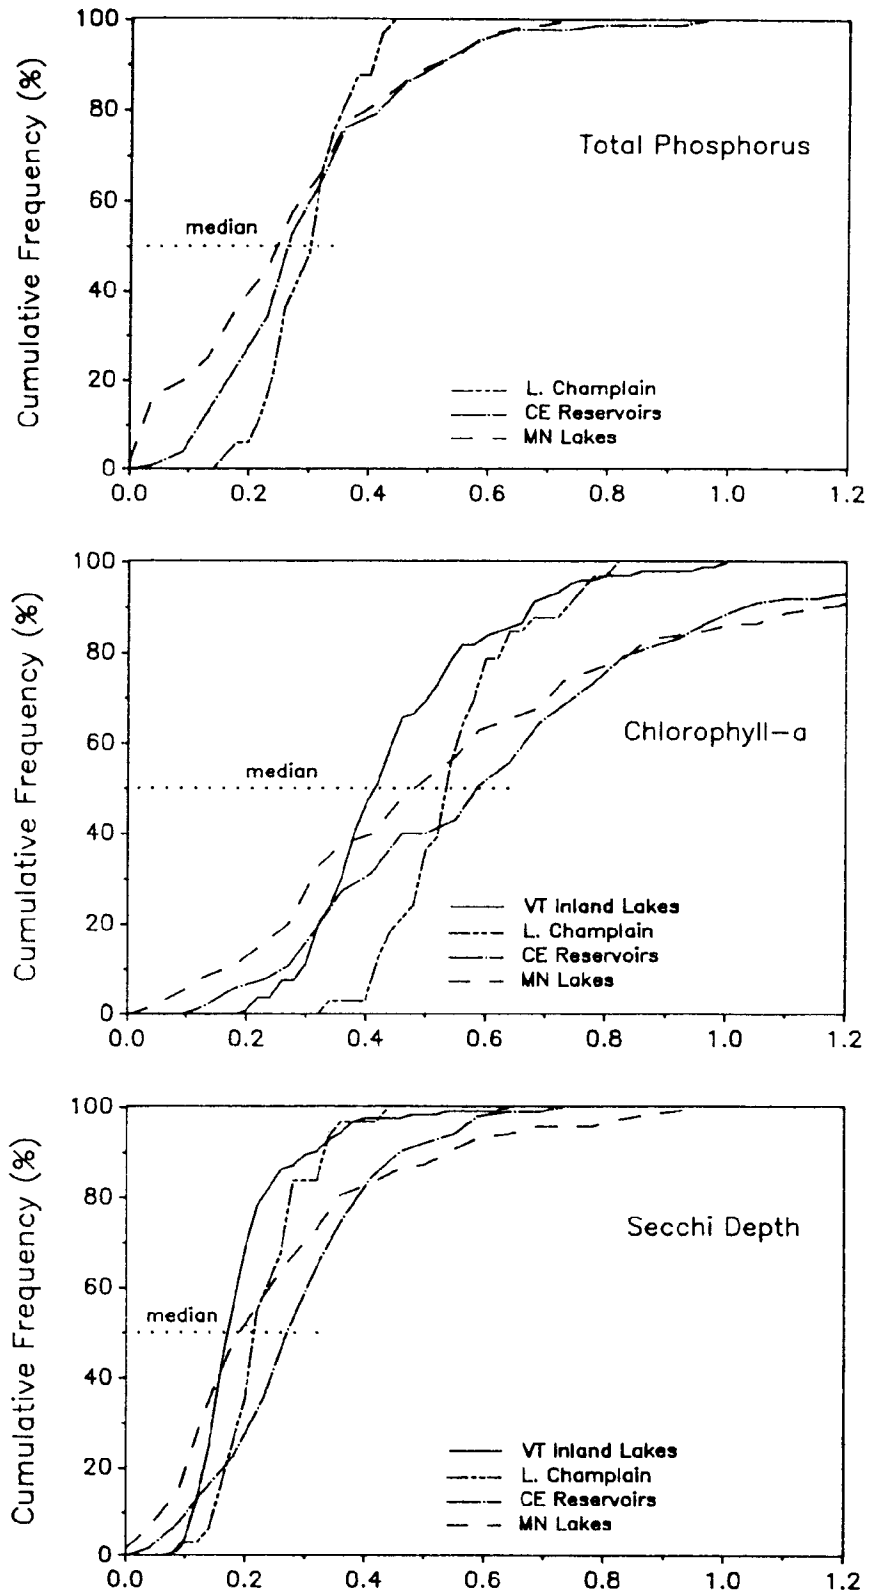 100
80
60
40
20
0
Cumulative Frequency (%)
Total Phosphorus
median
L. Champlain
CE Reservoirs
MN Lakes
0.0 0.2 0.4 0.6 0.8 1.0 1.2
100
80
60
40
20
0
Cumulative Frequency (%)
Chlorophyll-a
median
VT Inland Lakes
L. Champlain
CE Reservoirs
MN Lakes
0.0 0.2 0.4 0.6 0.8 1.0 1.2
100
80
60
40
20
0
Cumulative Frequency (%)
Secchi Depth
median
VT Inland Lakes
L. Champlain
CE Reservoirs
MN Lakes
0.0 0.2 0.4 0.6 0.8 1.0 1.2